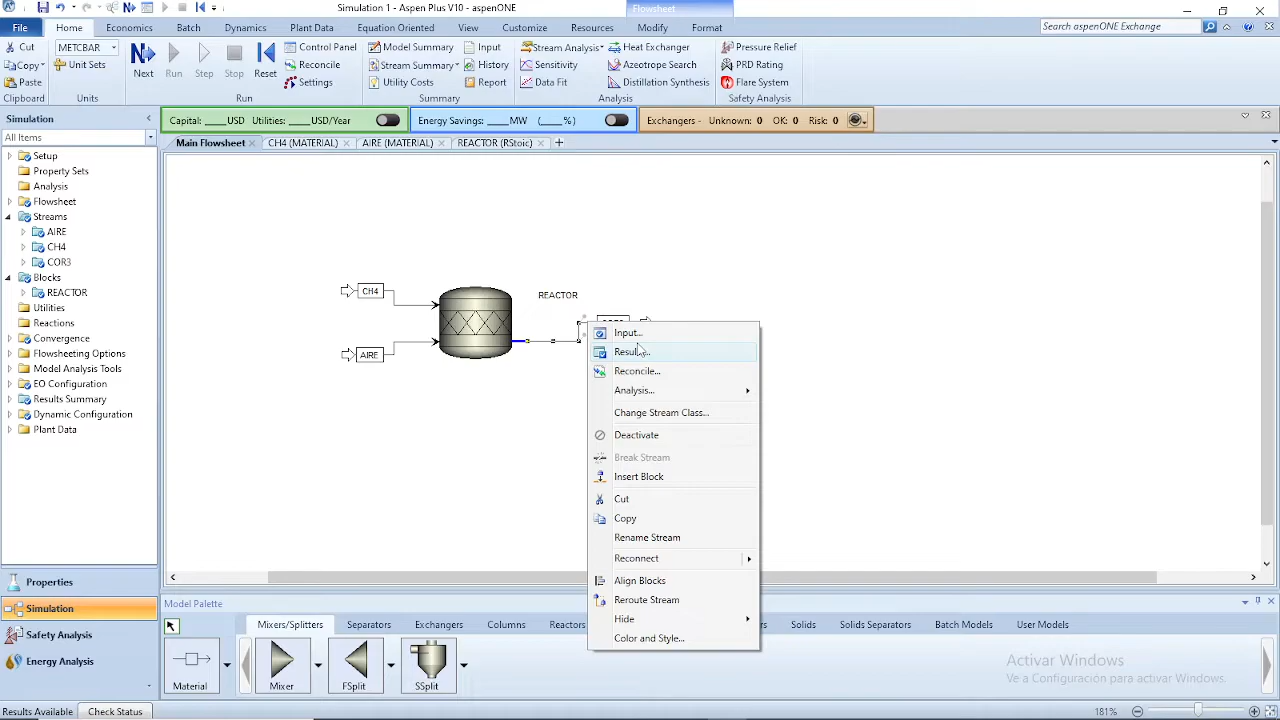 Simulation 1 - Aspen Plus V10 - aspenONE
Flowsheet
File Home Economics Batch Dynamics Plant Data Equation Oriented View Customize Resources Modify Format
Search aspenONE Exchange
Cut
Copy
Paste
Clipboard
METCBAR
Unit Sets
Units
Next
Run
Step
Stop
Reset
Control Panel
Reconcile
Settings
Run
Model Summary
Stream Summary
Utility Costs
Input
History
Report
Summary
Stream Analysis
Sensitivity
Data Fit
Heat Exchanger
Azeotrope Search
Distillation Synthesis
Analysis
Pressure Relief
PRD Rating
Flare System
Safety Analysis
Simulation
All Items
Setup
Property Sets
Analysis
Flowsheet
Streams
AIRE
CH4
COR3
Blocks
REACTOR
Utilities
Reactions
Convergence
Flowsheeting Options
Model Analysis Tools
EO Configuration
Results Summary
Dynamic Configuration
Plant Data
Properties
Simulation
Safety Analysis
Energy Analysis
Capital: ____ USD Utilities: ____ USD/Year
Energy Savings: ____ MW (____ %)
Exchangers - Unknown: 0 OK: 0 Risk: 0
Main Flowsheet CH4 (MATERIAL) AIRE (MATERIAL) REACTOR (RStoic)
CH4
REACTOR
AIRE
Input...
Reconcile...
Analysis...
Change Stream Class...
Deactivate
Break Stream
Insert Block
Cut
Copy
Rename Stream
Reconnect
Align Blocks
Reroute Stream
Hide
Color and Style...
Model Palette
Mixers/Splitters Separators Exchangers Columns Reactors Solids Solids Separators Batch Models User Models
Material
Mixer
FSplit
SSplit
Activar Windows
Ve a Configuración para activar Windows.
Results Available Check Status
181%